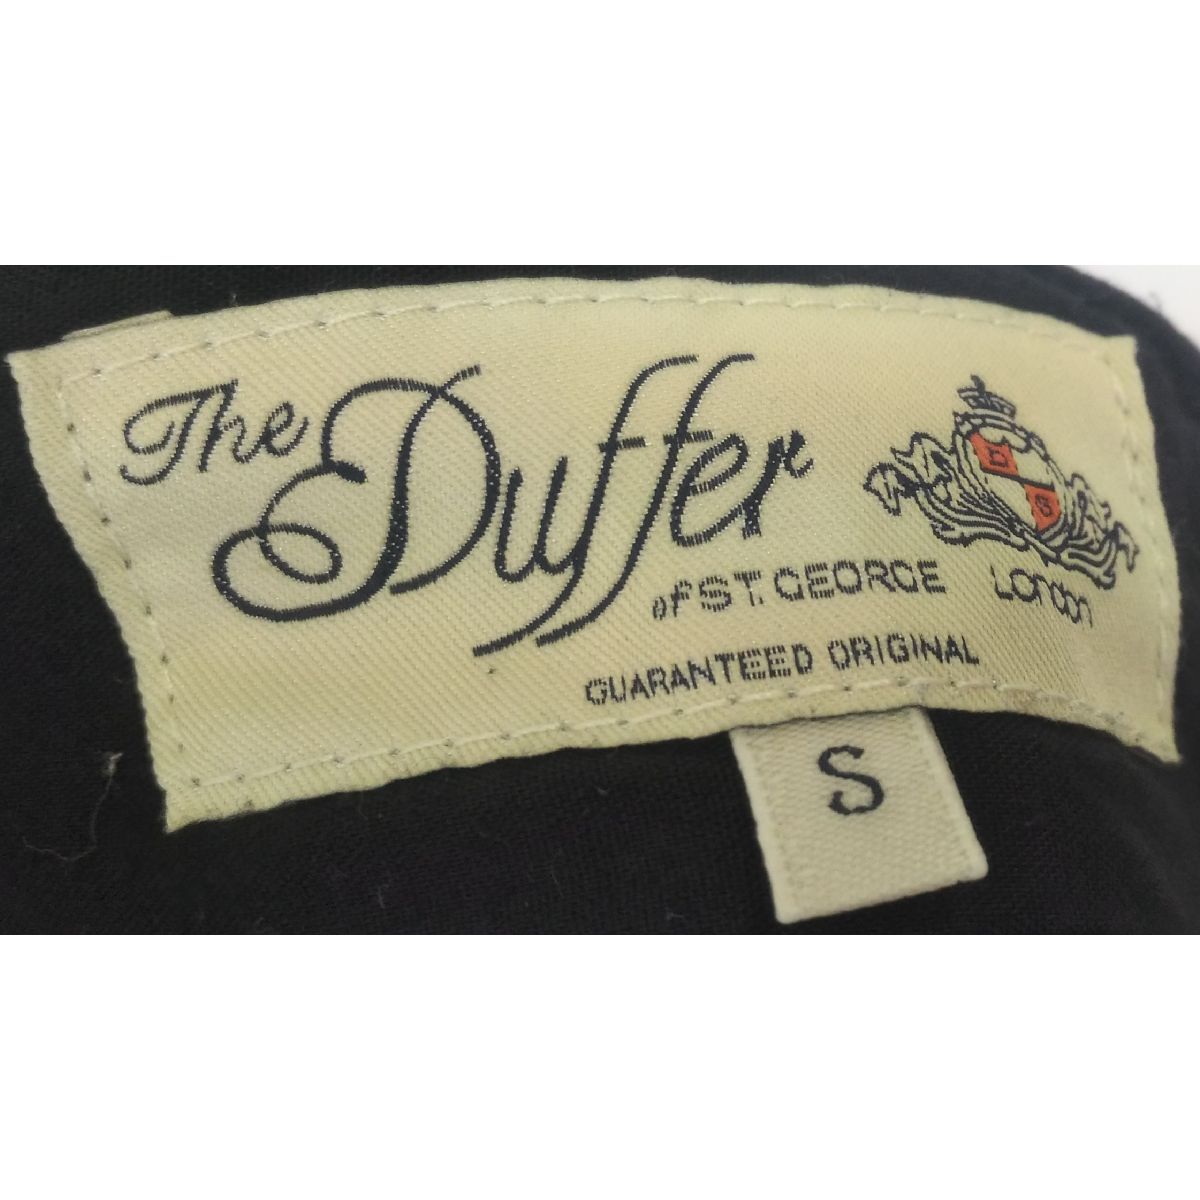 The Duffer
of ST. GEORGE
LONDON
GUARANTEED ORIGINAL
D
S
S